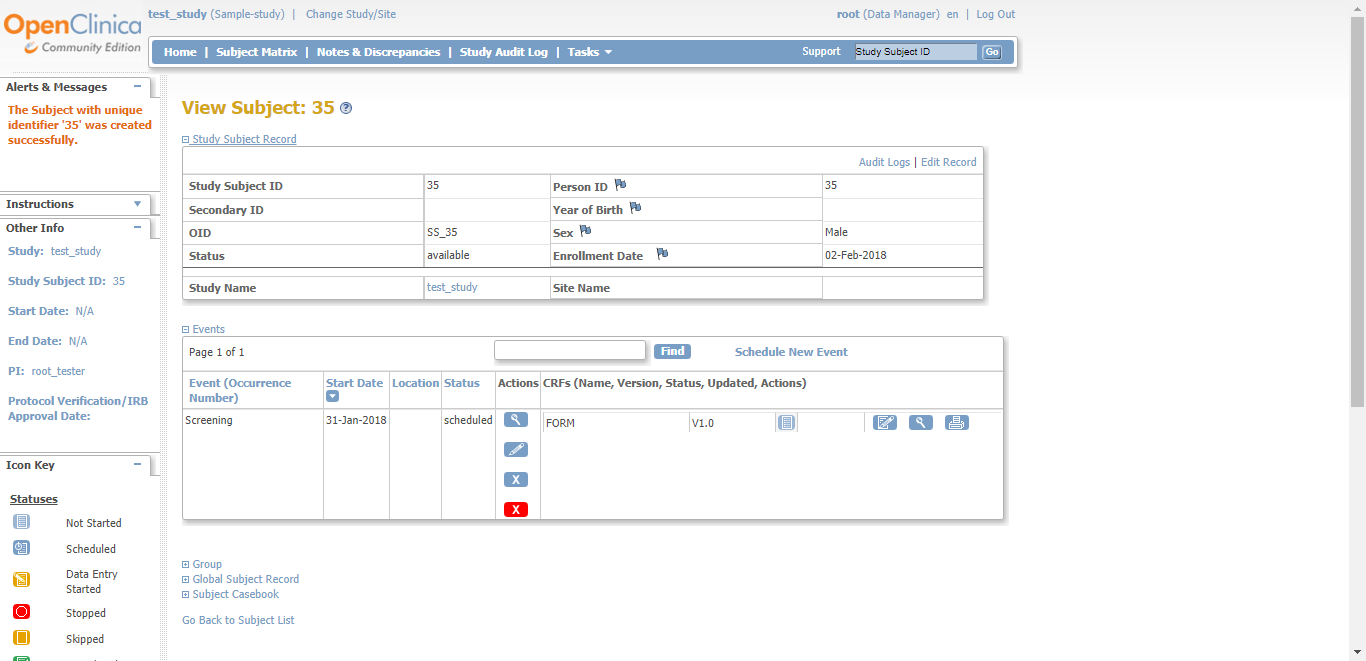 OpenClinica
Community Edition
test_study (Sample-study) | Change Study/Site
root (Data Manager) en | Log Out
Home | Subject Matrix | Notes & Discrepancies | Study Audit Log | Tasks
Support Study Subject ID Go
Alerts & Messages
The Subject with unique
identifier '35' was created
successfully.
Instructions
Other Info
Study: test_study
Study Subject ID: 35
Start Date: N/A
End Date: N/A
PI: root_tester
Protocol Verification/IRB
Approval Date:
Icon Key
Statuses
Not Started
Scheduled
Data Entry
Started
Stopped
Skipped
View Subject: 35 ?
Study Subject Record
Audit Logs | Edit Record
Study Subject ID 35 Person ID 35
Secondary ID Year of Birth
OID SS_35 Sex Male
Status available Enrollment Date 02-Feb-2018
Study Name test_study Site Name
Events
Page 1 of 1 Find Schedule New Event
Event (Occurrence
Number) Start Date Location Status Actions CRFs (Name, Version, Status, Updated, Actions)
Screening 31-Jan-2018 scheduled FORM V1.0
X
X
Group
Global Subject Record
Subject Casebook
Go Back to Subject List